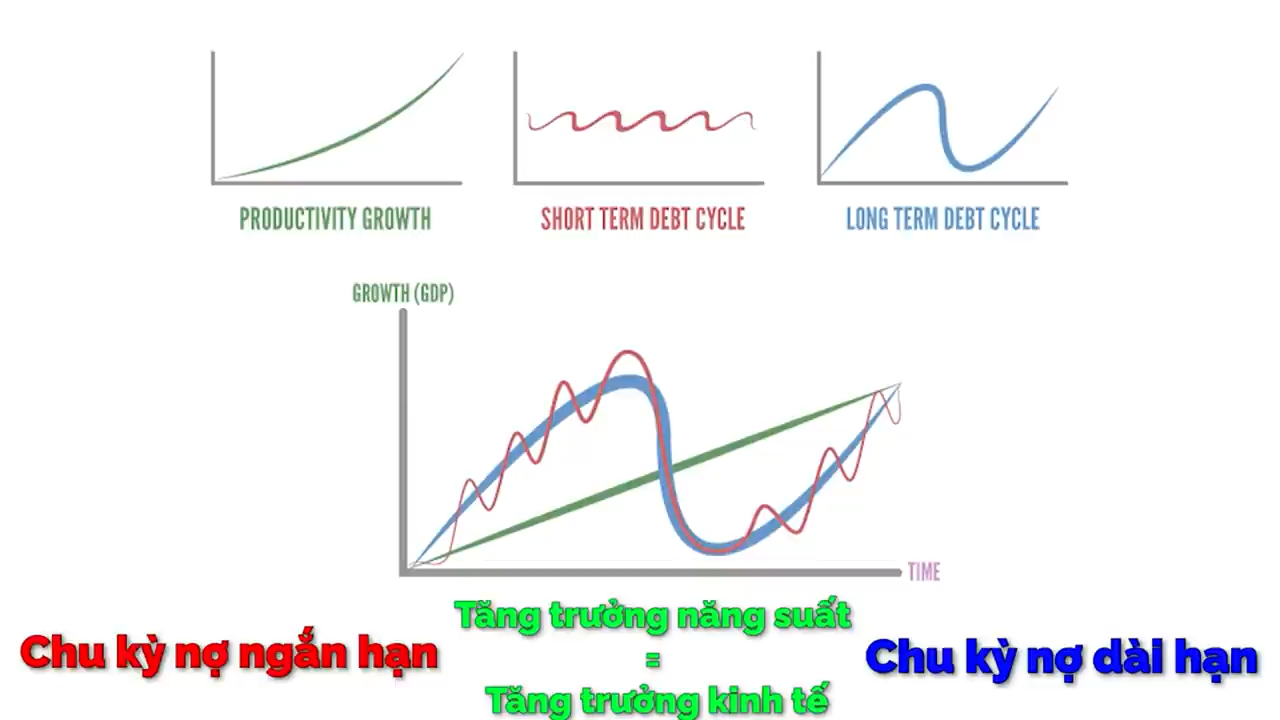 PRODUCTIVITY GROWTH
SHORT TERM DEBT CYCLE
LONG TERM DEBT CYCLE
GROWTH (GDP)
TIME
Chu kỳ nợ ngắn hạn
Tăng trưởng năng suất
=
Tăng trưởng kinh tế
Chu kỳ nợ dài hạn